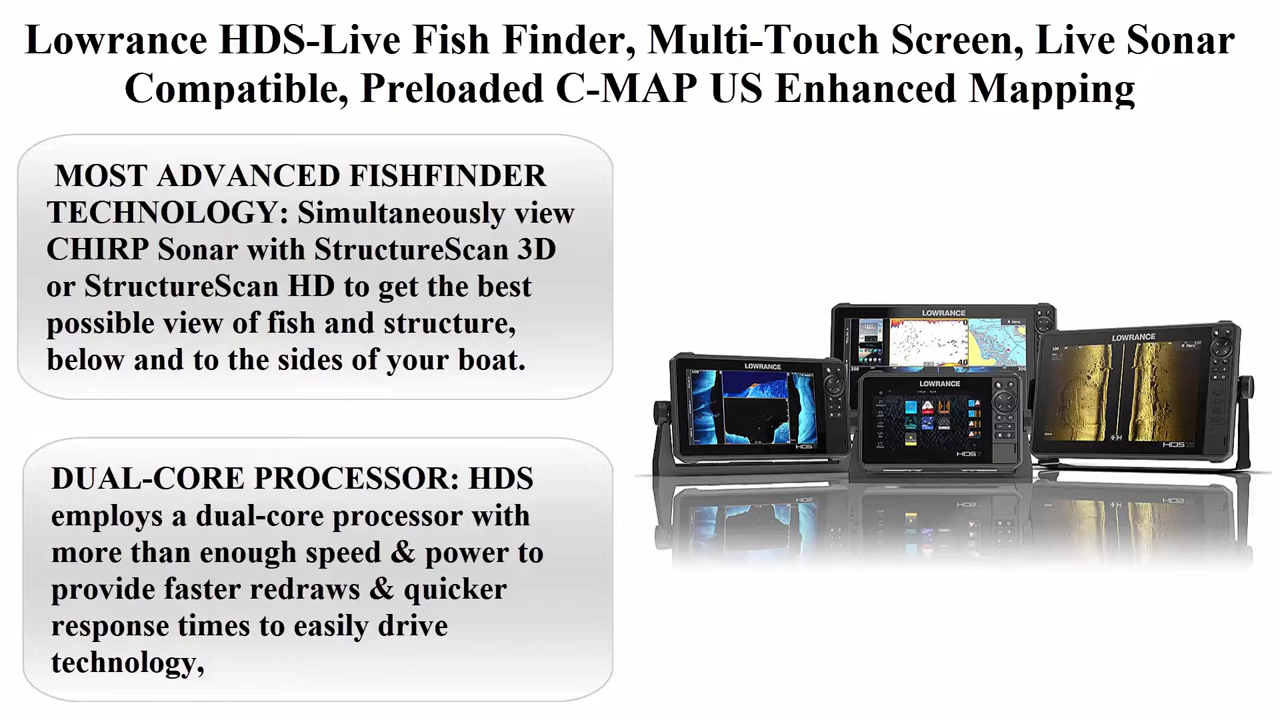 Lowrance HDS-Live Fish Finder, Multi-Touch Screen, Live Sonar
Compatible, Preloaded C-MAP US Enhanced Mapping
MOST ADVANCED FISHFINDER
TECHNOLOGY: Simultaneously view
CHIRP Sonar with StructureScan 3D
or StructureScan HD to get the best
possible view of fish and structure,
below and to the sides of your boat.
DUAL-CORE PROCESSOR: HDS
employs a dual-core processor with
more than enough speed & power to
provide faster redraws & quicker
response times to easily drive
technology,
LOWRANCE
LOWRANCE
LOWRANCE
LOWRANCE